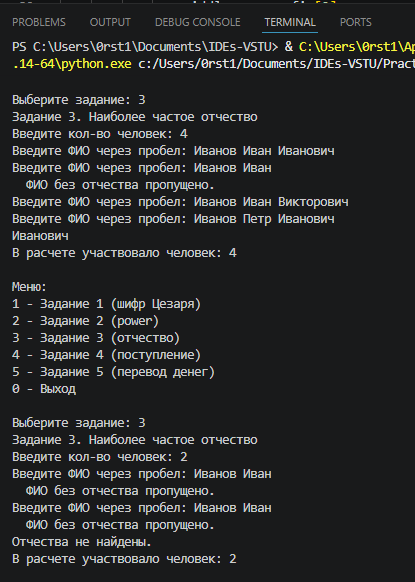 PROBLEMS OUTPUT DEBUG CONSOLE TERMINAL PORTS
PS C:\Users\0rst1\Documents\IDEs-VSTU> & C:\Users\0rst1\Ap
.14-64\python.exe c:/Users/0rst1/Documents/IDEs-VSTU/Pract
Выберите задание: 3
Задание 3. Наиболее частое отчество
Введите кол-во человек: 4
Введите ФИО через пробел: Иванов Иван Иванович
Введите ФИО через пробел: Иванов Иван
ФИО без отчества пропущено.
Введите ФИО через пробел: Иванов Иван Викторович
Введите ФИО через пробел: Иванов Петр Иванович
Иванович
В расчете участвовало человек: 4
Меню:
1 - Задание 1 (шифр Цезаря)
2 - Задание 2 (power)
3 - Задание 3 (отчество)
4 - Задание 4 (поступление)
5 - Задание 5 (перевод денег)
0 - Выход
Выберите задание: 3
Задание 3. Наиболее частое отчество
Введите кол-во человек: 2
Введите ФИО через пробел: Иванов Иван
ФИО без отчества пропущено.
Введите ФИО через пробел: Иванов Иван
ФИО без отчества пропущено.
Отчества не найдены.
В расчете участвовало человек: 2